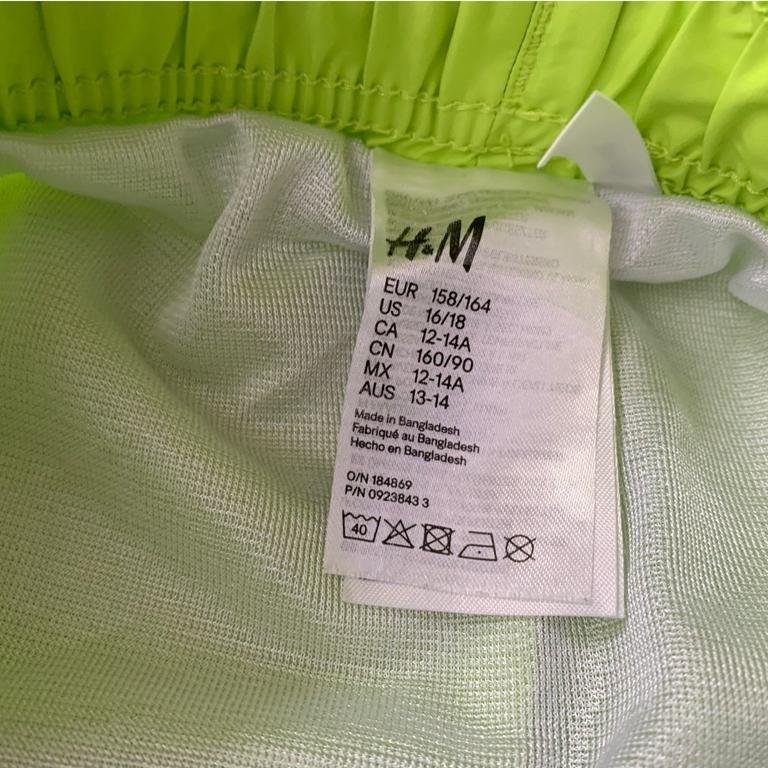 H&M
EUR 158/164
US 16/18
CA 12-14A
CN 160/90
MX 12-14A
AUS 13-14
Made in Bangladesh
Fabriqué au Bangladesh
Hecho en Bangladesh
O/N 184869
P/N 0923843 3
40